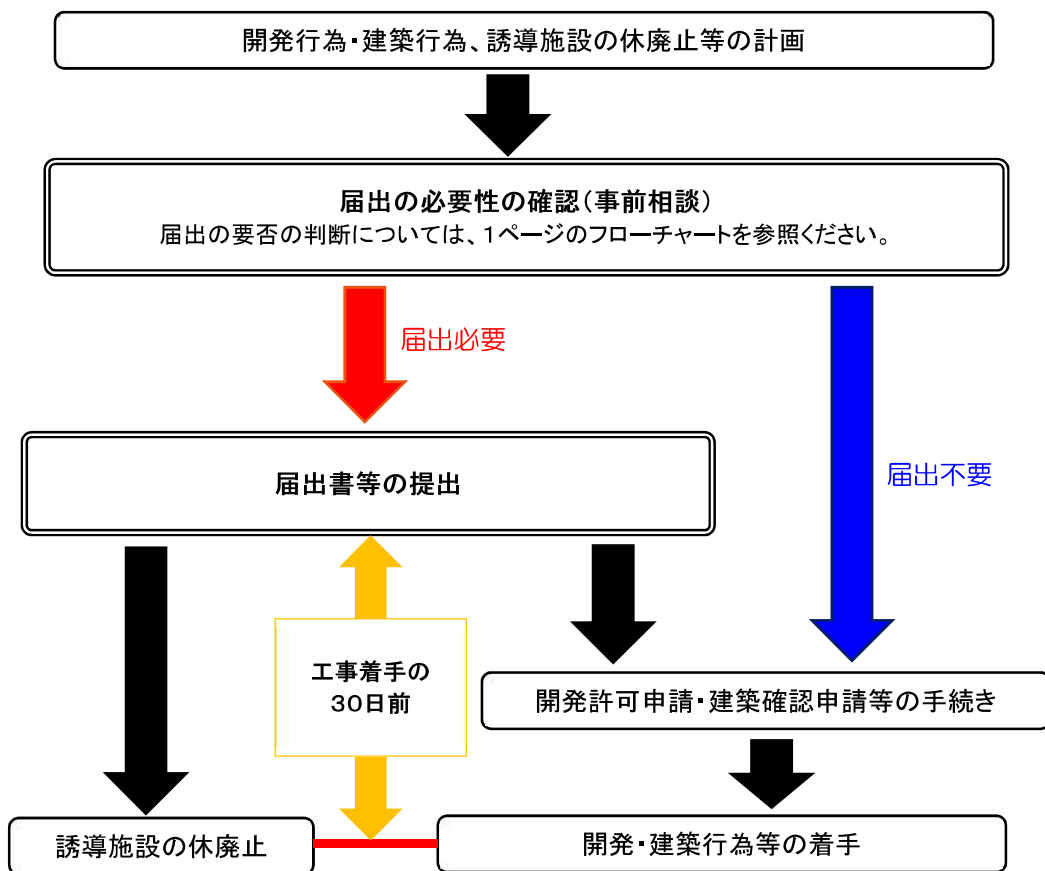 開発行為・建築行為、誘導施設の休廃止等の計画
届出の必要性の確認(事前相談)
届出の要否の判断については、1ページのフローチャートを参照ください。
届出必要
届出書等の提出
届出不要
工事着手の
30日前
開発許可申請・建築確認申請等の手続き
誘導施設の休廃止
開発・建築行為等の着手